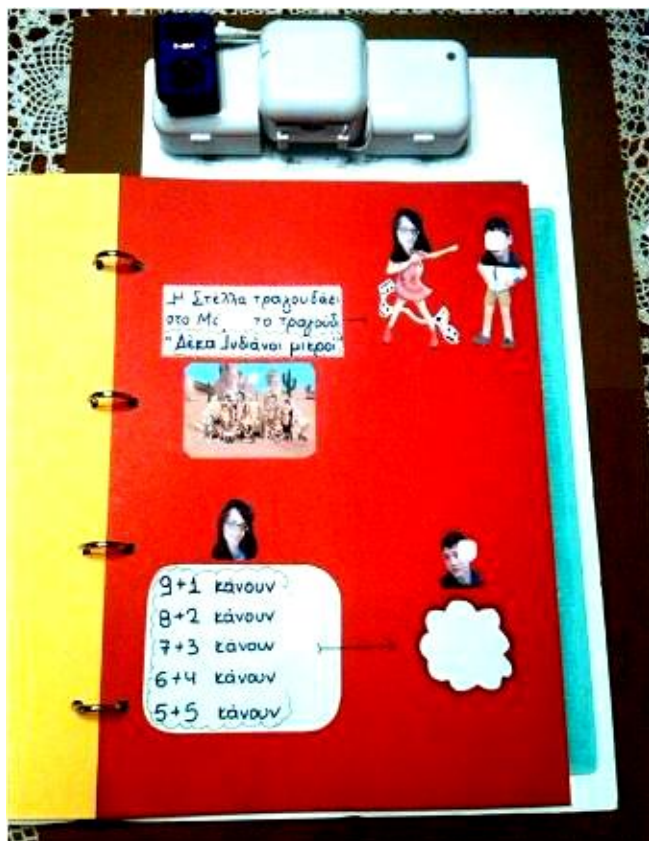 Η Στέλλα τραγουδάει
στο Μ το τραγούδ
"Δέκα Ινδιάνοι μικροί"
9+1 κάνουν
8+2 κάνουν
7+3 κάνουν
6+4 κάνουν
5+5 κάνουν